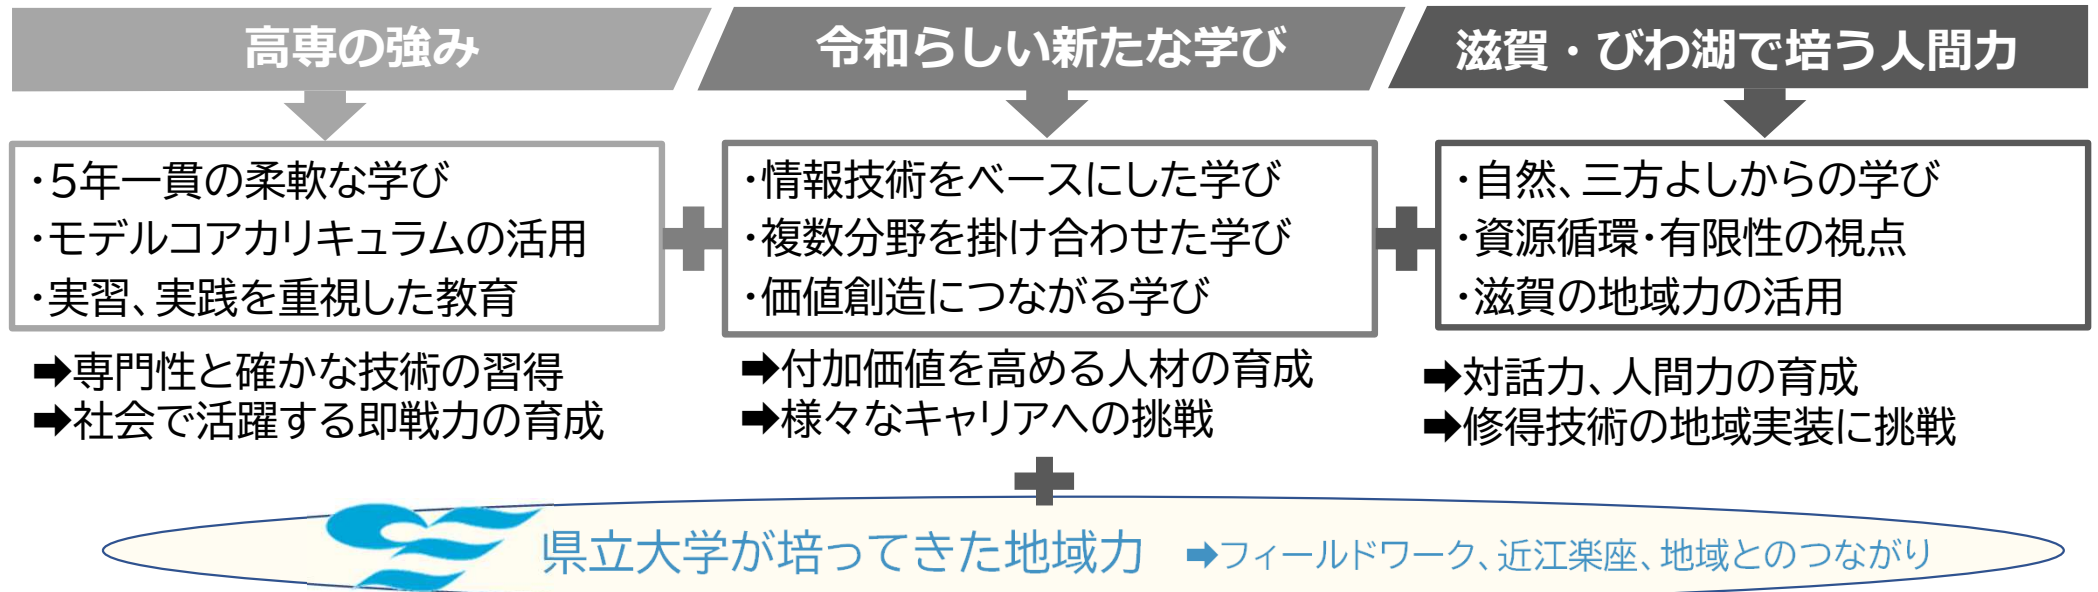 高専の強み
令和らしい新たな学び
滋賀・びわ湖で培う人間力
・5年一貫の柔軟な学び
・モデルコアカリキュラムの活用
・実習、実践を重視した教育
・情報技術をベースにした学び
・複数分野を掛け合わせた学び
・価値創造につながる学び
・自然、三方よしからの学び
・資源循環・有限性の視点
・滋賀の地域力の活用
➡専門性と確かな技術の習得
➡社会で活躍する即戦力の育成
➡付加価値を高める人材の育成
➡様々なキャリアへの挑戦
➡対話力、人間力の育成
➡修得技術の地域実装に挑戦
県立大学が培ってきた地域力 ➡フィールドワーク、近江楽座、地域とのつながり